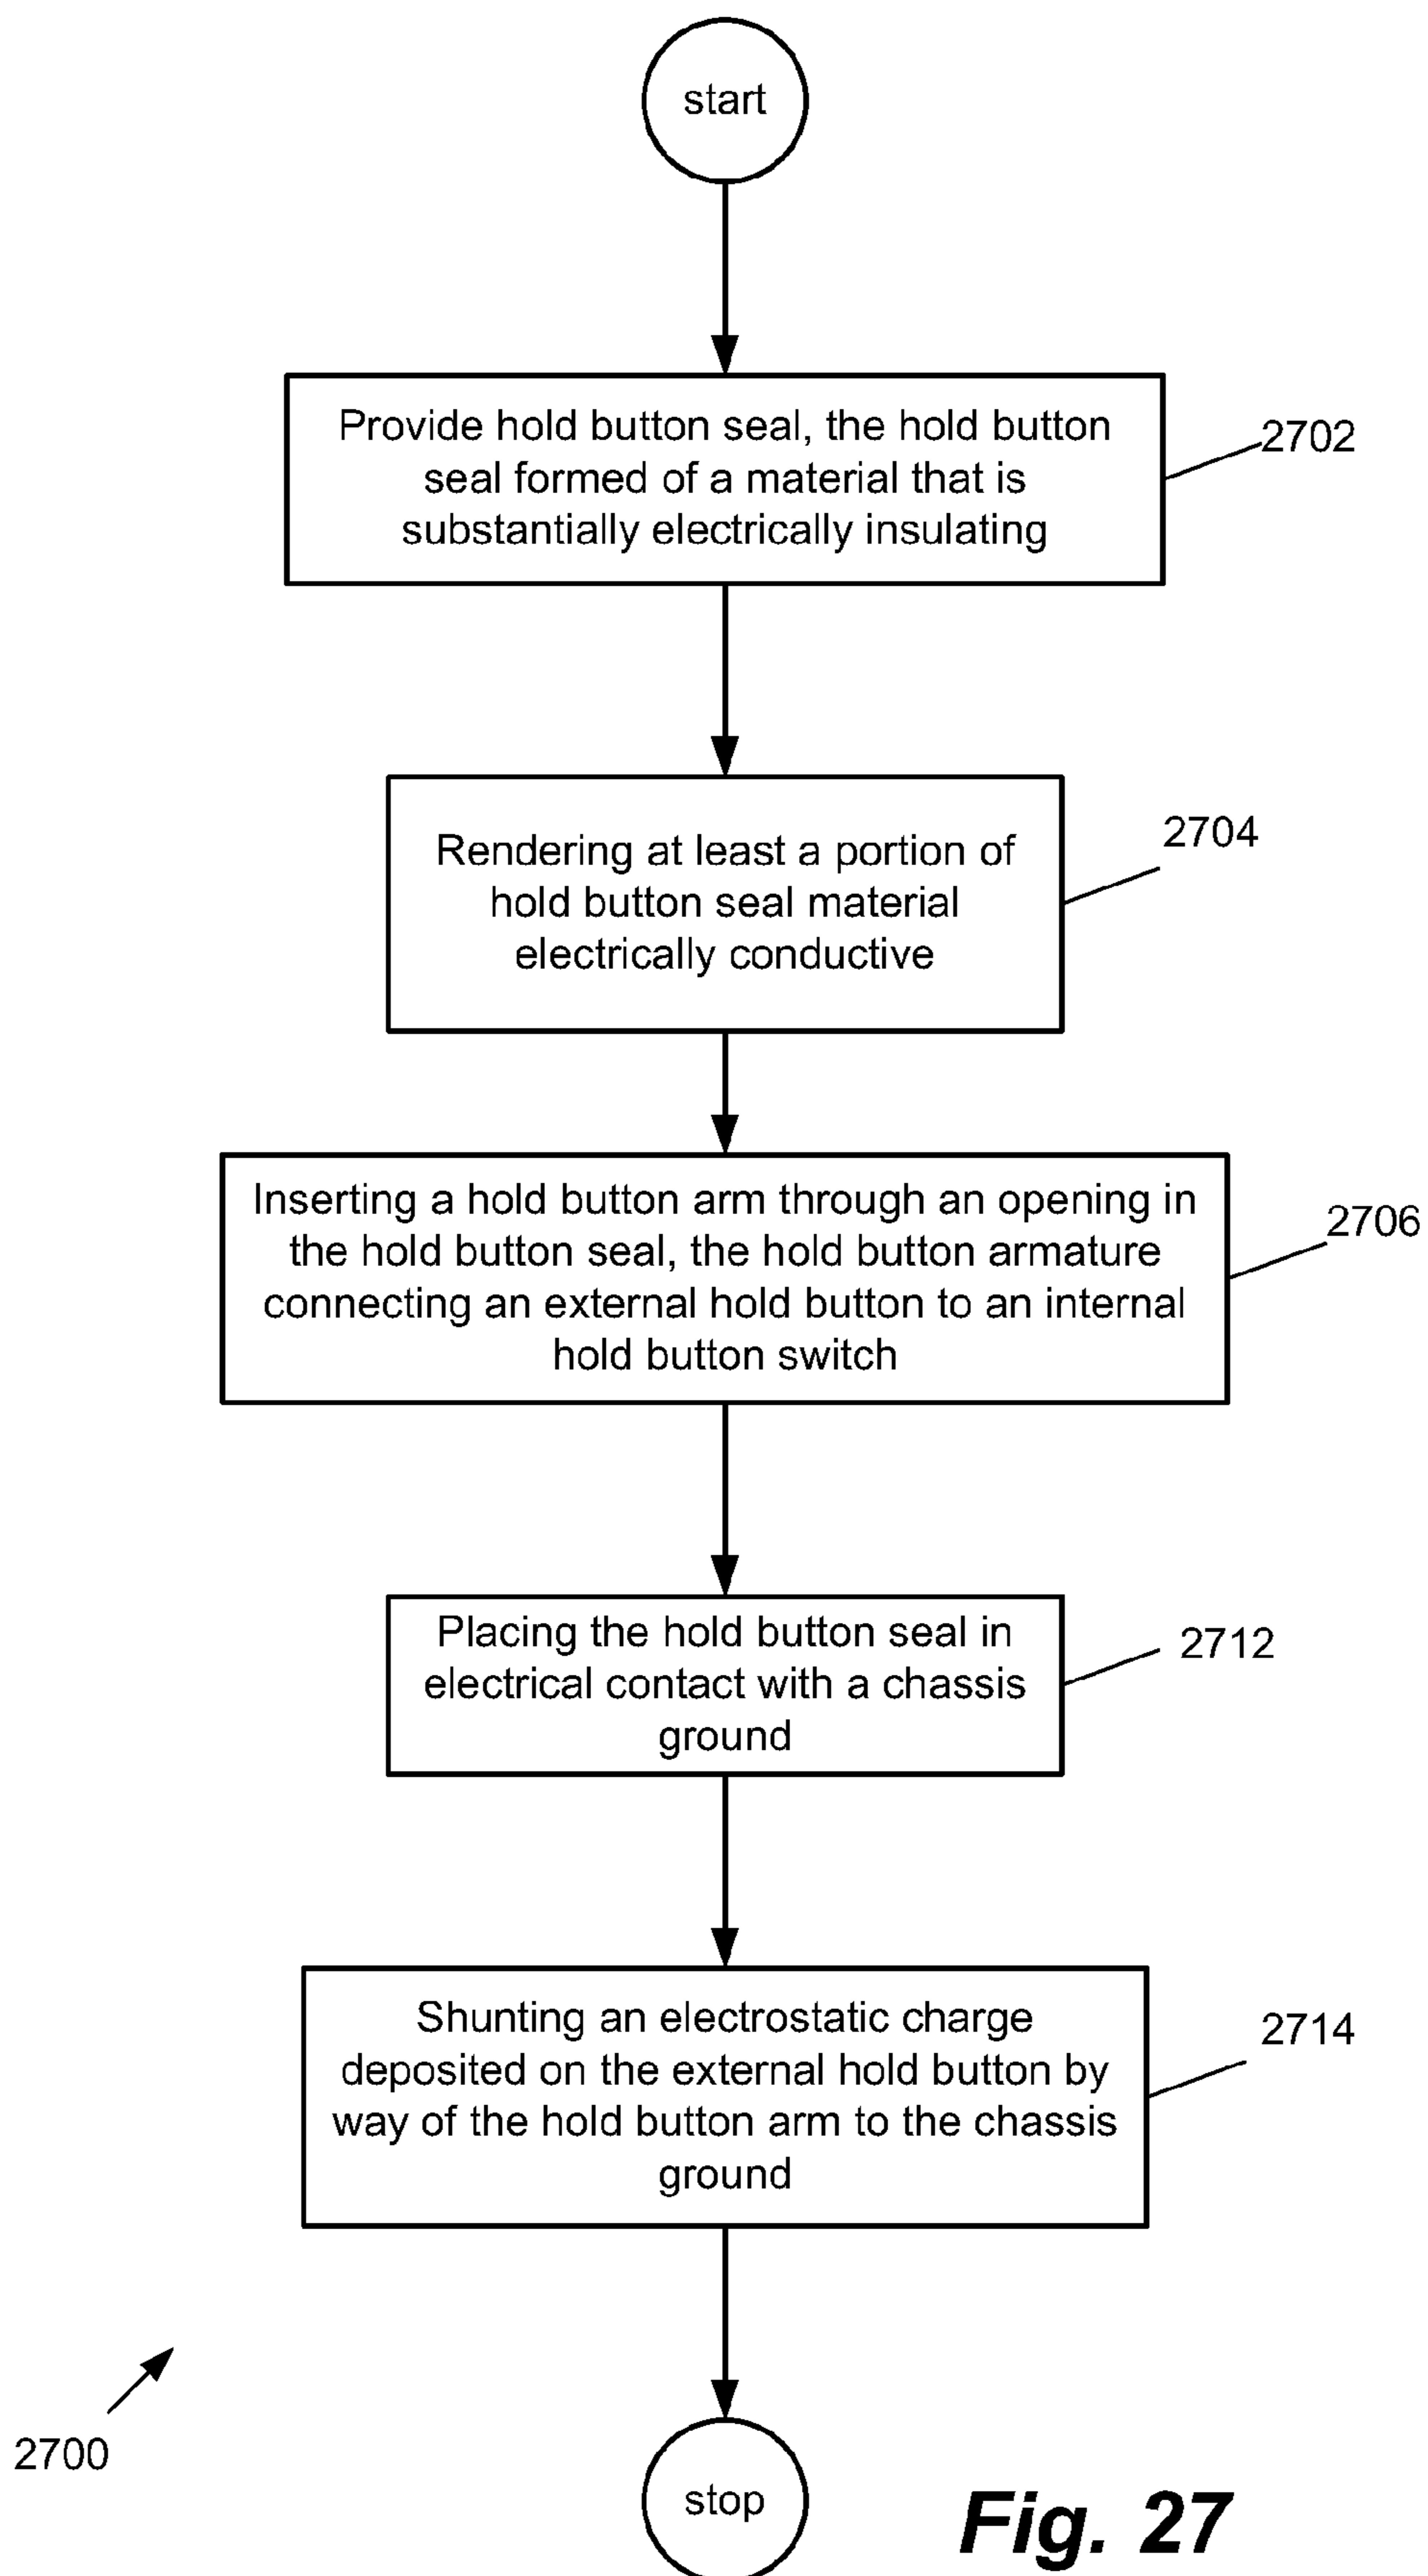 start
Provide hold button seal, the hold button
seal formed of a material that is
substantially electrically insulating
2702
Rendering at least a portion of
hold button seal material
electrically conductive
2704
Inserting a hold button arm through an opening in
the hold button seal, the hold button armature
connecting an external hold button to an internal
hold button switch
2706
Placing the hold button seal in
electrical contact with a chassis
ground
2712
Shunting an electrostatic charge
deposited on the external hold button by
way of the hold button arm to the chassis
ground
2714
2700
stop
Fig. 27